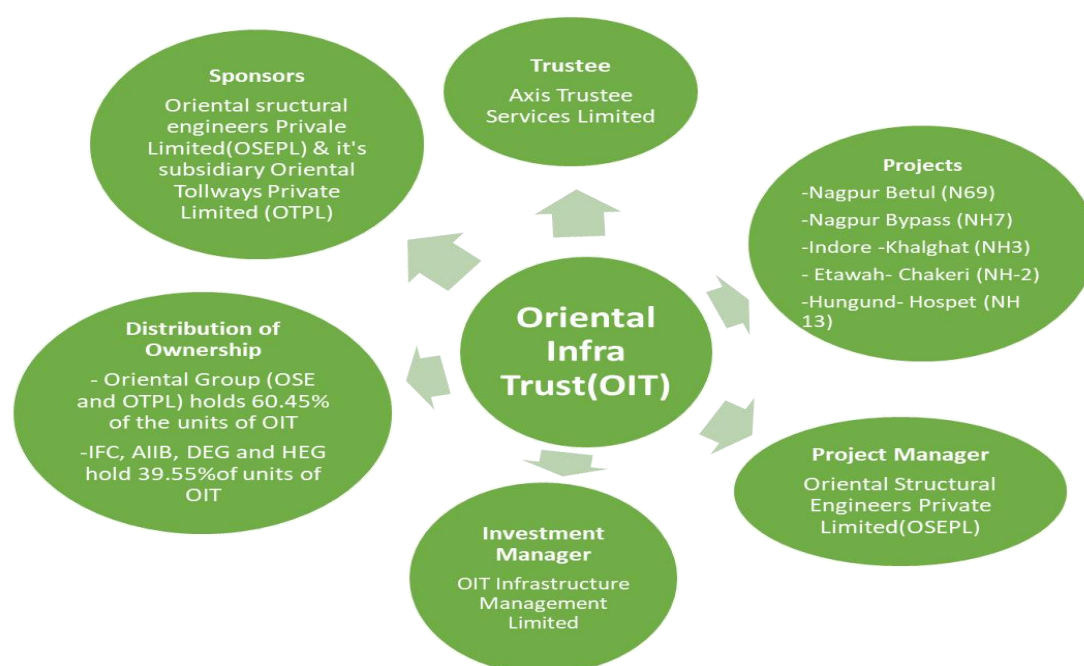 Sponsors
Oriental sructural
engineers Privale
Limited(OSEPL) & it's
subsidiary Oriental
Tollways Private
Limited (OTPL)
Trustee
Axis Trustee
Services Limited
Projects
-Nagpur Betul (N69)
-Nagpur Bypass (NH7)
-Indore -Khalghat (NH3)
- Etawah- Chakeri (NH-2)
-Hungund- Hospet (NH
13)
Oriental
Infra
Trust(OIT)
Distribution of
Ownership
- Oriental Group (OSE
and OTPL) holds 60.45%
of the units of OIT
-IFC, AIIB, DEG and HEG
hold 39.55%of units of
OIT
Project Manager
Oriental Structural
Engineers Private
Limited(OSEPL)
Investment
Manager
OIT Infrastructure
Management
Limited